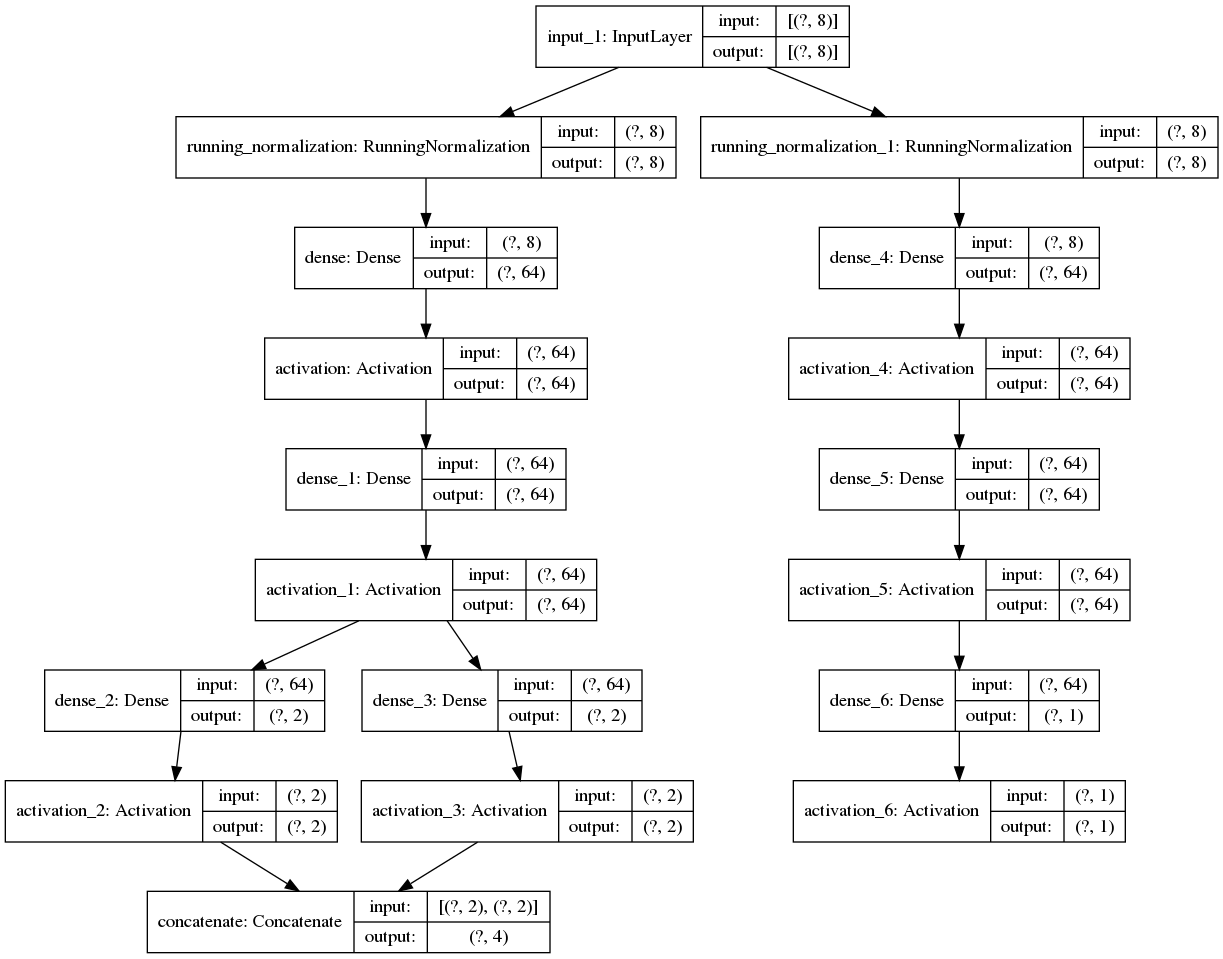 input_1: InputLayer
input: [(?, 8)]
output: [(?, 8)]
running_normalization: RunningNormalization
input: (?, 8)
output: (?, 8)
running_normalization_1: RunningNormalization
input: (?, 8)
output: (?, 8)
dense: Dense
input: (?, 8)
output: (?, 64)
dense_4: Dense
input: (?, 8)
output: (?, 64)
activation: Activation
input: (?, 64)
output: (?, 64)
activation_4: Activation
input: (?, 64)
output: (?, 64)
dense_1: Dense
input: (?, 64)
output: (?, 64)
dense_5: Dense
input: (?, 64)
output: (?, 64)
activation_1: Activation
input: (?, 64)
output: (?, 64)
activation_5: Activation
input: (?, 64)
output: (?, 64)
dense_2: Dense
input: (?, 64)
output: (?, 2)
dense_3: Dense
input: (?, 64)
output: (?, 2)
dense_6: Dense
input: (?, 64)
output: (?, 1)
activation_2: Activation
input: (?, 2)
output: (?, 2)
activation_3: Activation
input: (?, 2)
output: (?, 2)
activation_6: Activation
input: (?, 1)
output: (?, 1)
concatenate: Concatenate
input: [(?, 2), (?, 2)]
output: (?, 4)